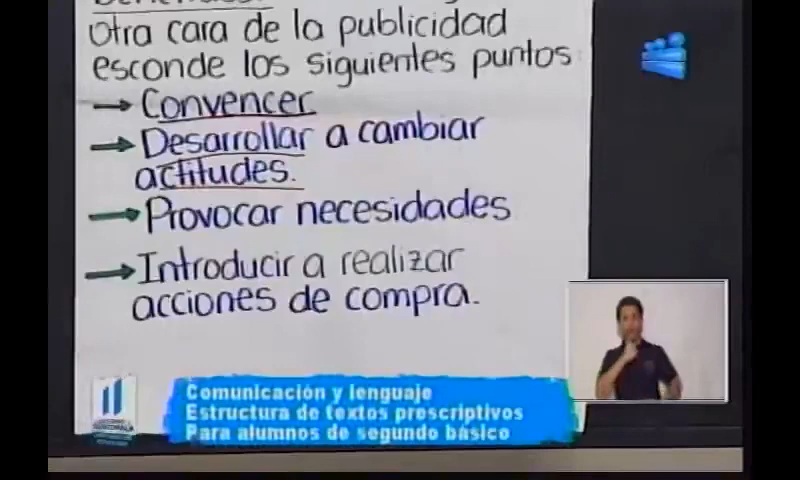 otra cara de la publicidad
esconde los siguientes puntos
→ Convencer
→ Desarrollar a cambiar
actitudes.
→ Provocar necesidades
→ Introducir a realizar
acciones de compra.
Comunicación y lenguaje
Estructura de textos prescriptivos
Para alumnos de segundo básico